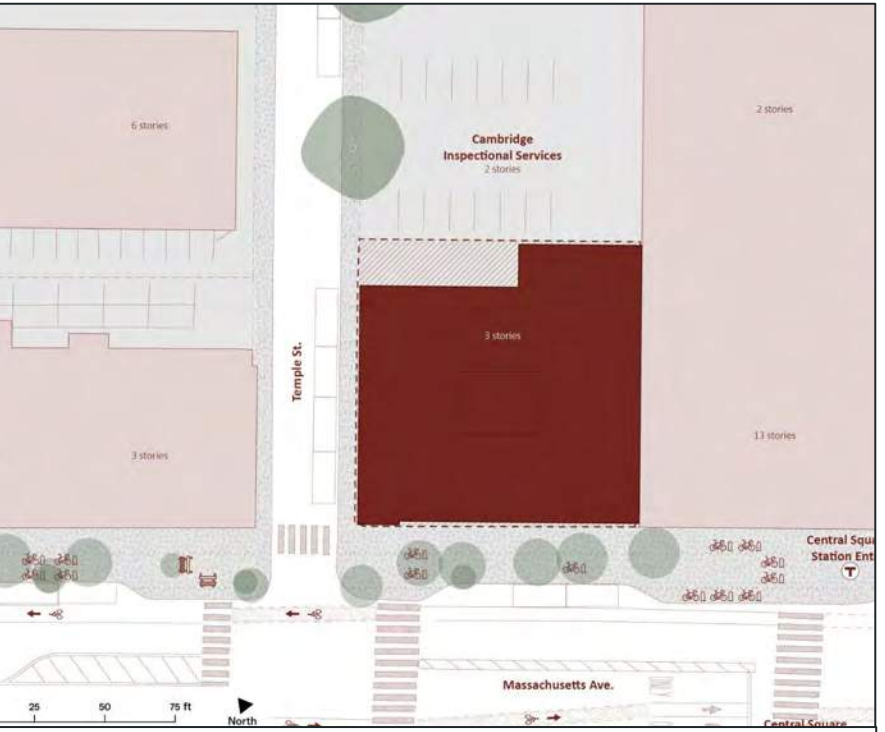 6 stories
2 stories
Cambridge
Inspectional Services
2 stories
Temple St.
3 stories
3 stories
13 stories
Central Squ
Station Ent
T
Massachusetts Ave.
25 50 75 ft
North
Central Square